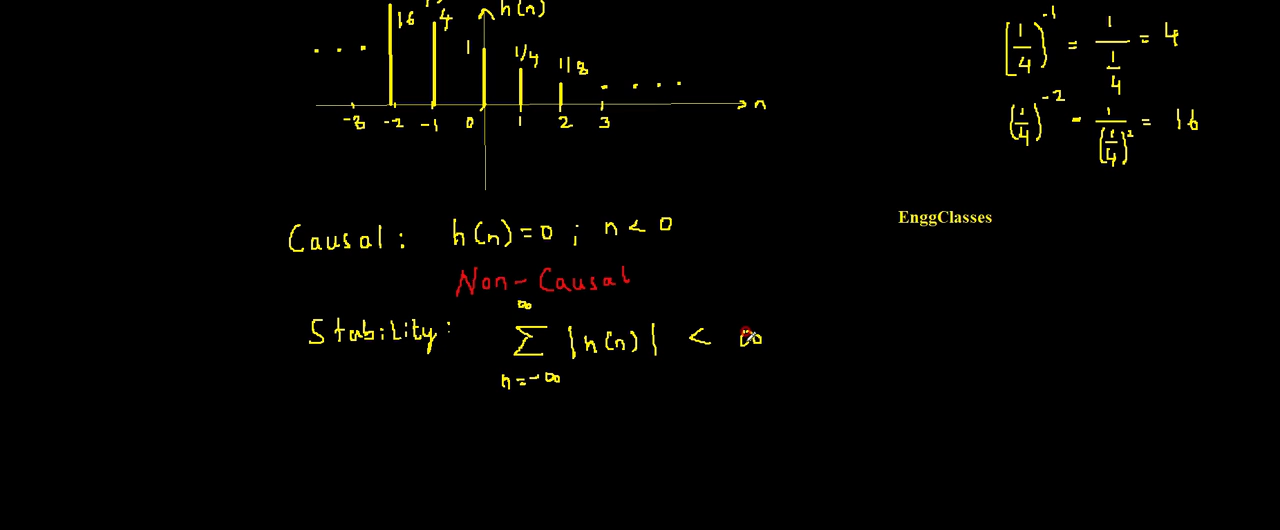 h(n)
16 4 1 1/4 1/8
. . . . . . .
-3 -2 -1 0 1 2 3 n
(1/4)^-1 = 1/(1/4) = 4
(1/4)^-2 = 1/(1/4)^2 = 16
EnggClasses
Causal : h(n) = 0 ; n < 0
Non-Causal
Stability : ∑_{n=-∞}^{∞} |h(n)| < ∞